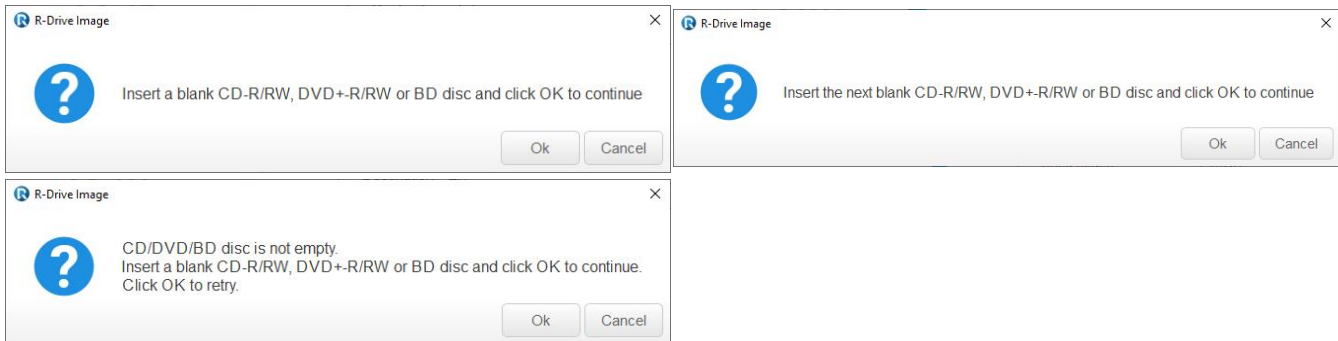 R-Drive Image
Insert a blank CD-R/RW, DVD+-R/RW or BD disc and click OK to continue
Ok
Cancel
R-Drive Image
Insert the next blank CD-R/RW, DVD+-R/RW or BD disc and click OK to continue
Ok
Cancel
R-Drive Image
CD/DVD/BD disc is not empty.
Insert a blank CD-R/RW, DVD+-R/RW or BD disc and click OK to continue.
Click OK to retry.
Ok
Cancel